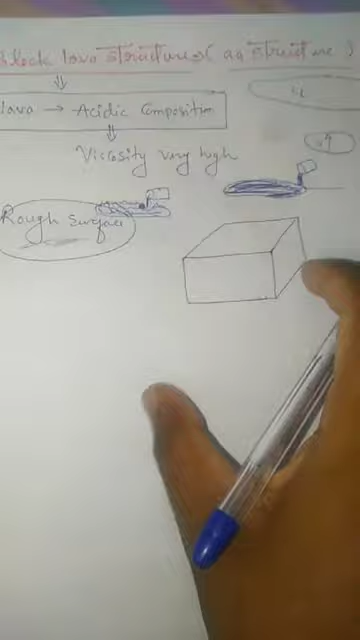 Block lava structure or aa structure
lava → Acidic Composition
Viscosity very high
Rough Surface